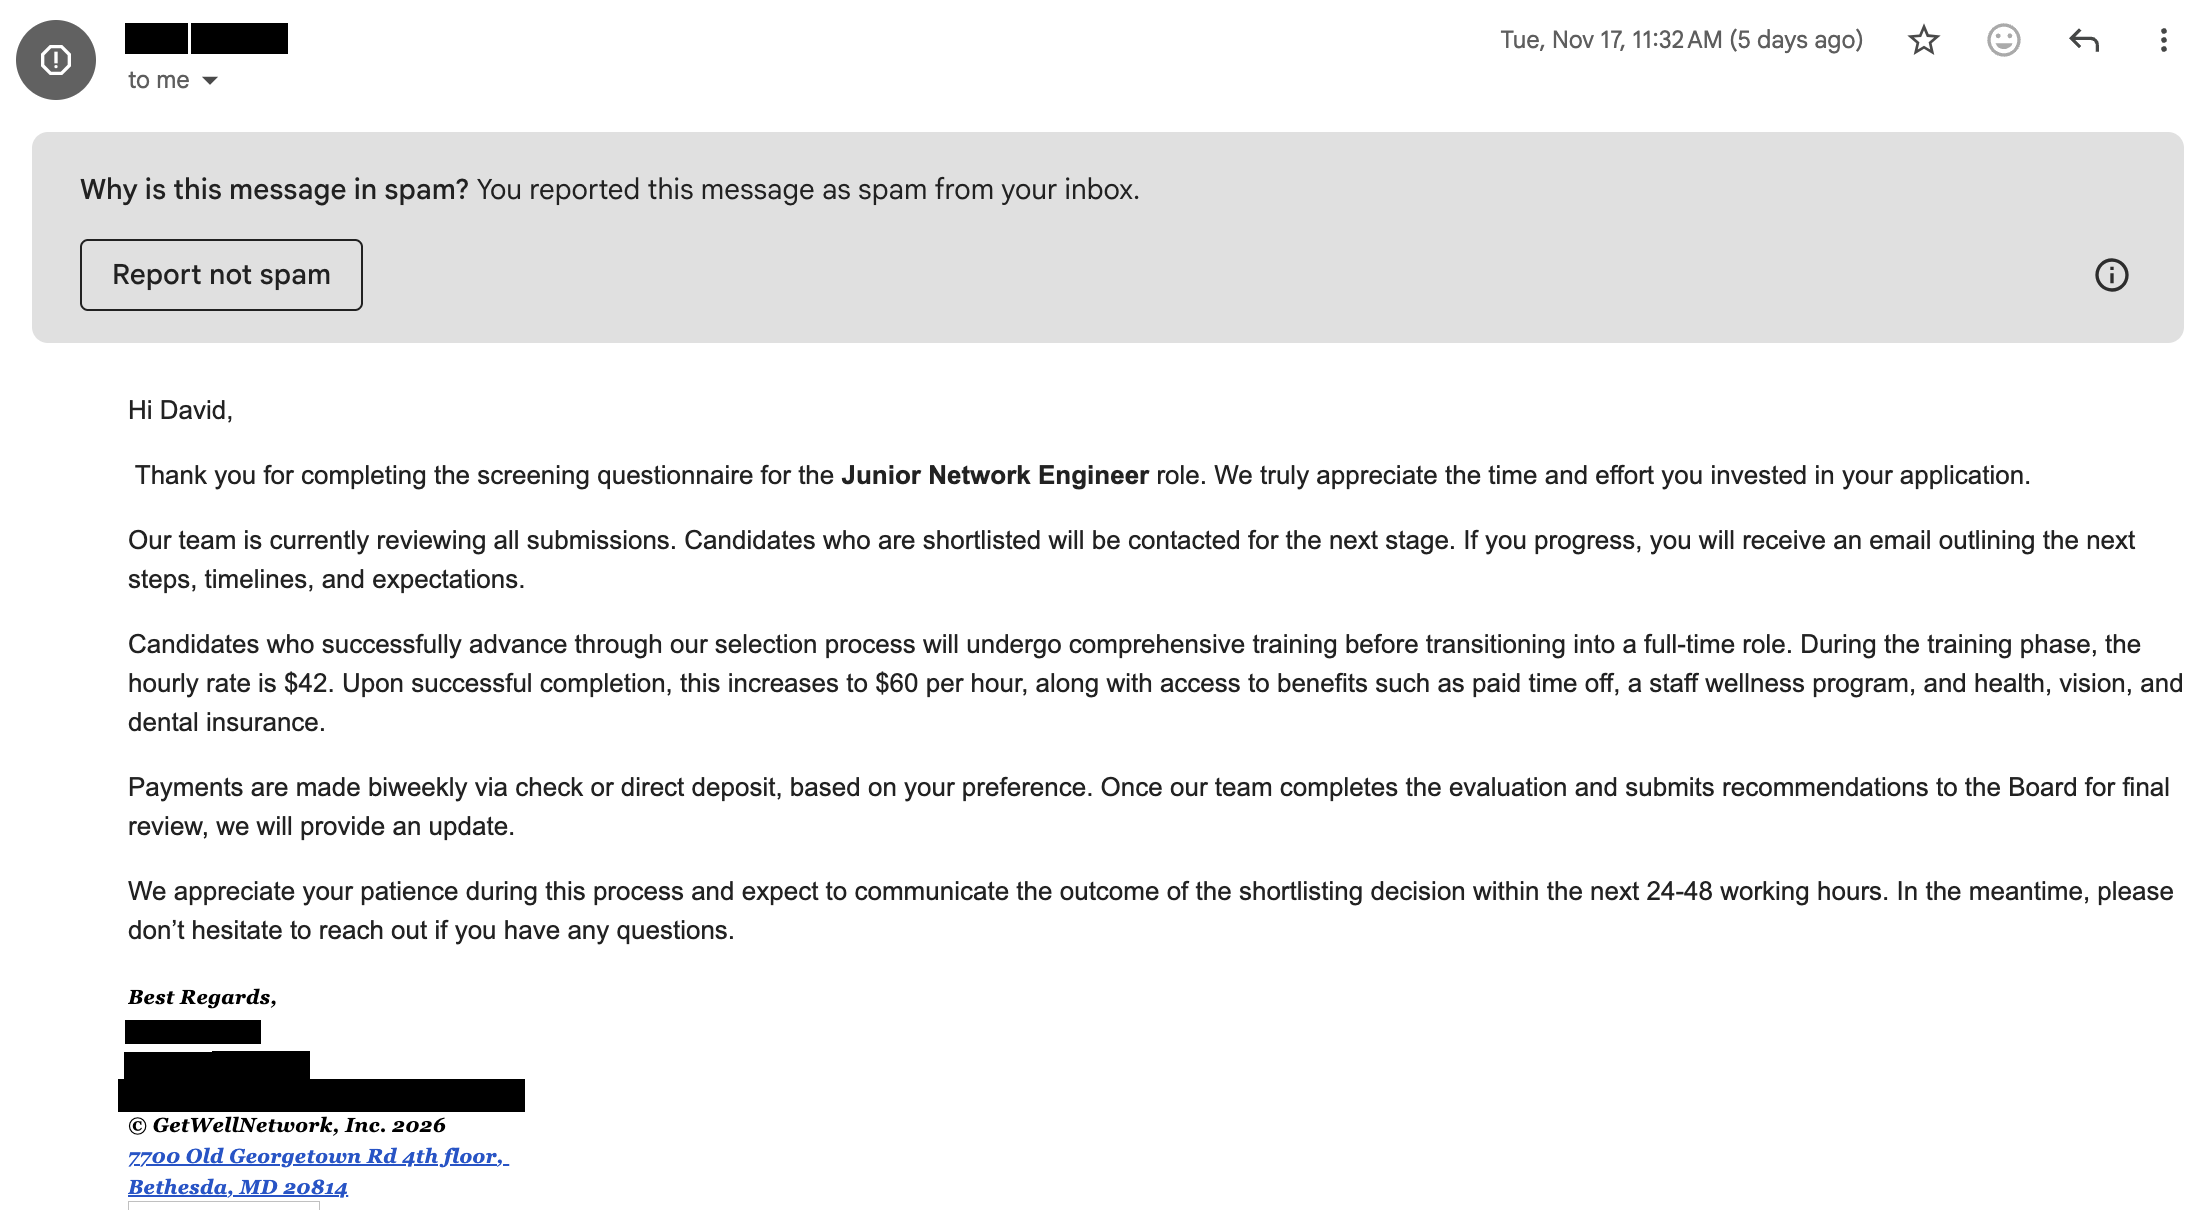 Tue, Nov 17, 11:32 AM (5 days ago)
to me
Why is this message in spam? You reported this message as spam from your inbox.
Report not spam
Hi David,
Thank you for completing the screening questionnaire for the Junior Network Engineer role. We truly appreciate the time and effort you invested in your application.
Our team is currently reviewing all submissions. Candidates who are shortlisted will be contacted for the next stage. If you progress, you will receive an email outlining the next
steps, timelines, and expectations.
Candidates who successfully advance through our selection process will undergo comprehensive training before transitioning into a full-time role. During the training phase, the
hourly rate is $42. Upon successful completion, this increases to $60 per hour, along with access to benefits such as paid time off, a staff wellness program, and health, vision, and
dental insurance.
Payments are made biweekly via check or direct deposit, based on your preference. Once our team completes the evaluation and submits recommendations to the Board for final
review, we will provide an update.
We appreciate your patience during this process and expect to communicate the outcome of the shortlisting decision within the next 24-48 working hours. In the meantime, please
don’t hesitate to reach out if you have any questions.
Best Regards,
© GetWellNetwork, Inc. 2026
7700 Old Georgetown Rd 4th floor,
Bethesda, MD 20814